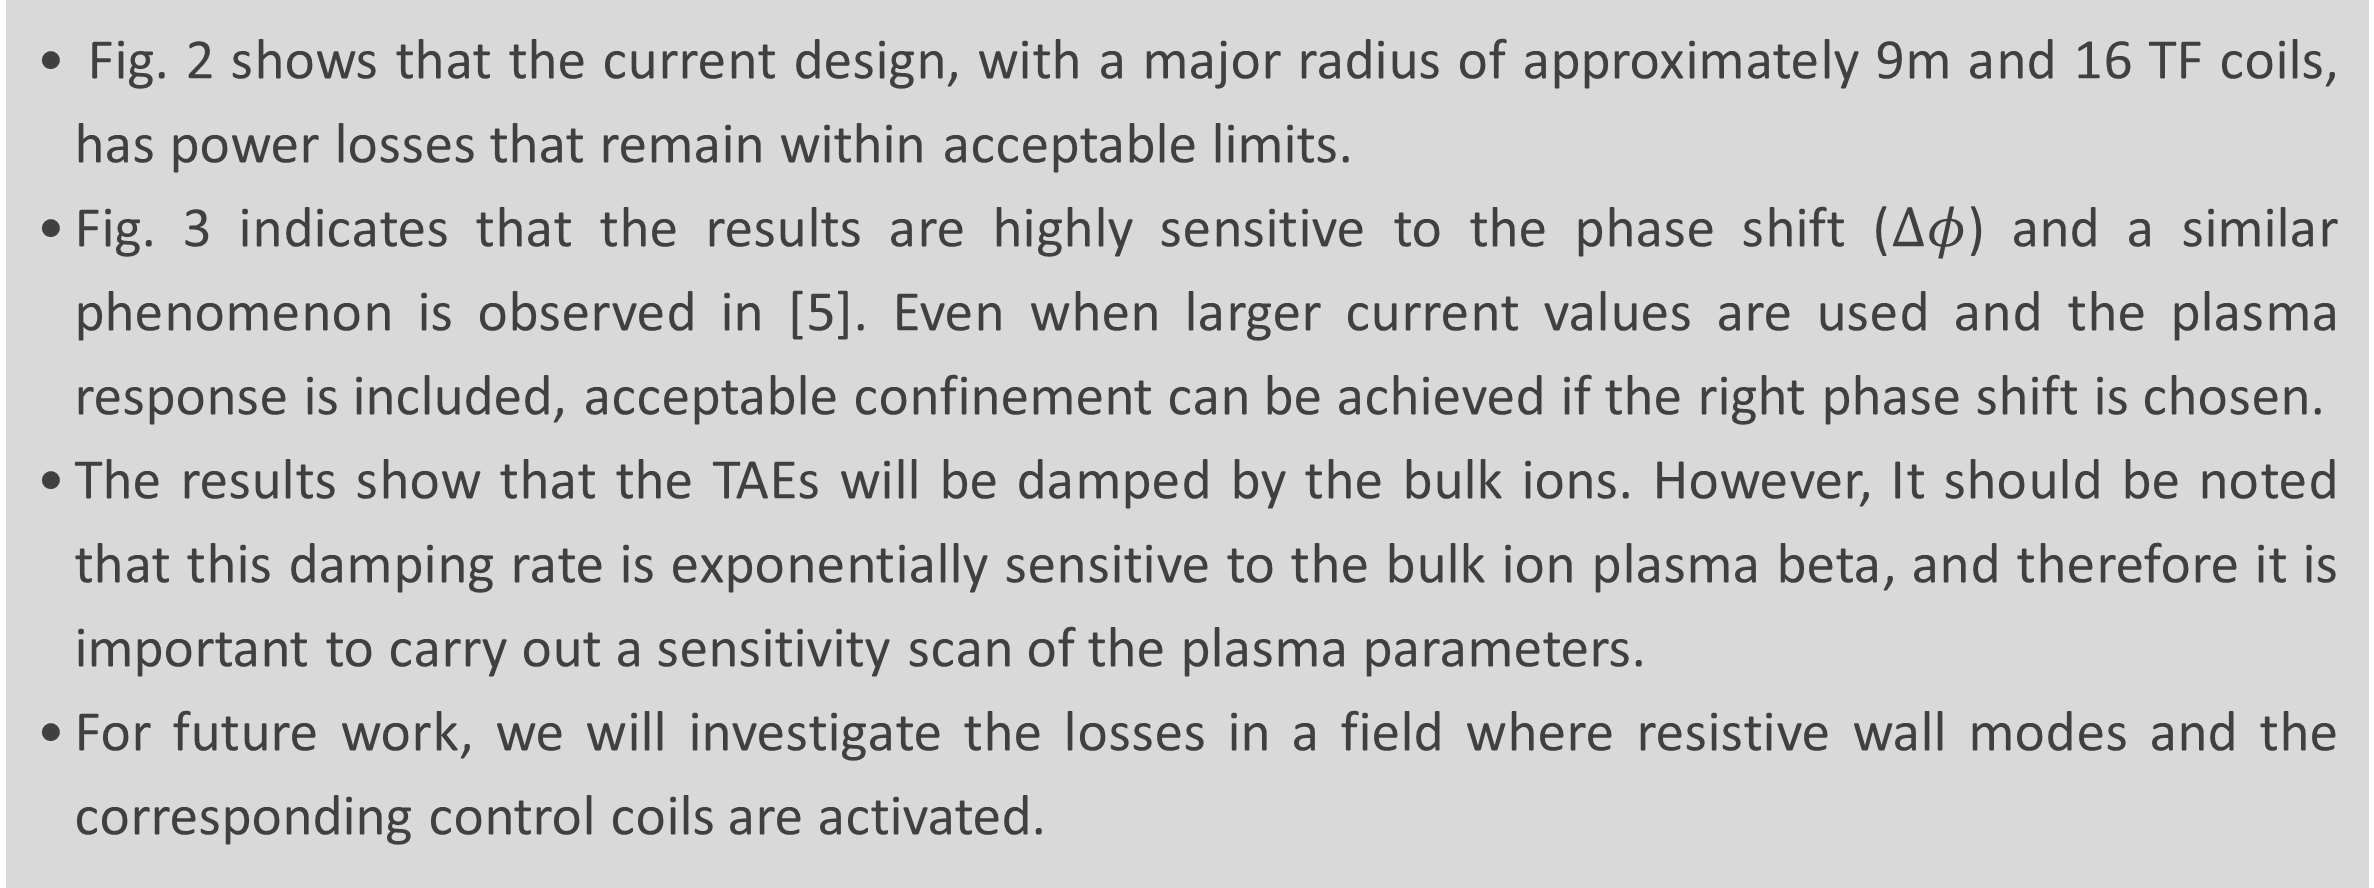 • Fig. 2 shows that the current design, with a major radius of approximately 9m and 16 TF coils,
has power losses that remain within acceptable limits.
• Fig. 3 indicates that the results are highly sensitive to the phase shift (Δϕ) and a similar
phenomenon is observed in [5]. Even when larger current values are used and the plasma
response is included, acceptable confinement can be achieved if the right phase shift is chosen.
• The results show that the TAEs will be damped by the bulk ions. However, It should be noted
that this damping rate is exponentially sensitive to the bulk ion plasma beta, and therefore it is
important to carry out a sensitivity scan of the plasma parameters.
• For future work, we will investigate the losses in a field where resistive wall modes and the
corresponding control coils are activated.